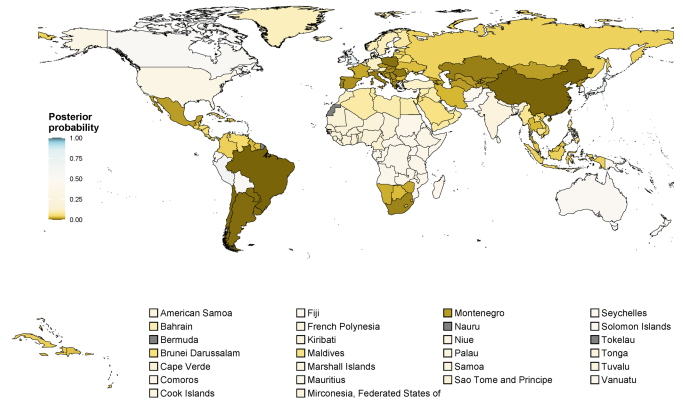 Posterior
probability
1.00
0.75
0.50
0.25
0.00
American Samoa
Bahrain
Bermuda
Brunei Darussalam
Cape Verde
Comoros
Cook Islands
Fiji
French Polynesia
Kiribati
Maldives
Marshall Islands
Mauritius
Mirconesia, Federated States of
Montenegro
Nauru
Niue
Palau
Samoa
Sao Tome and Principe
Seychelles
Solomon Islands
Tokelau
Tonga
Tuvalu
Vanuatu